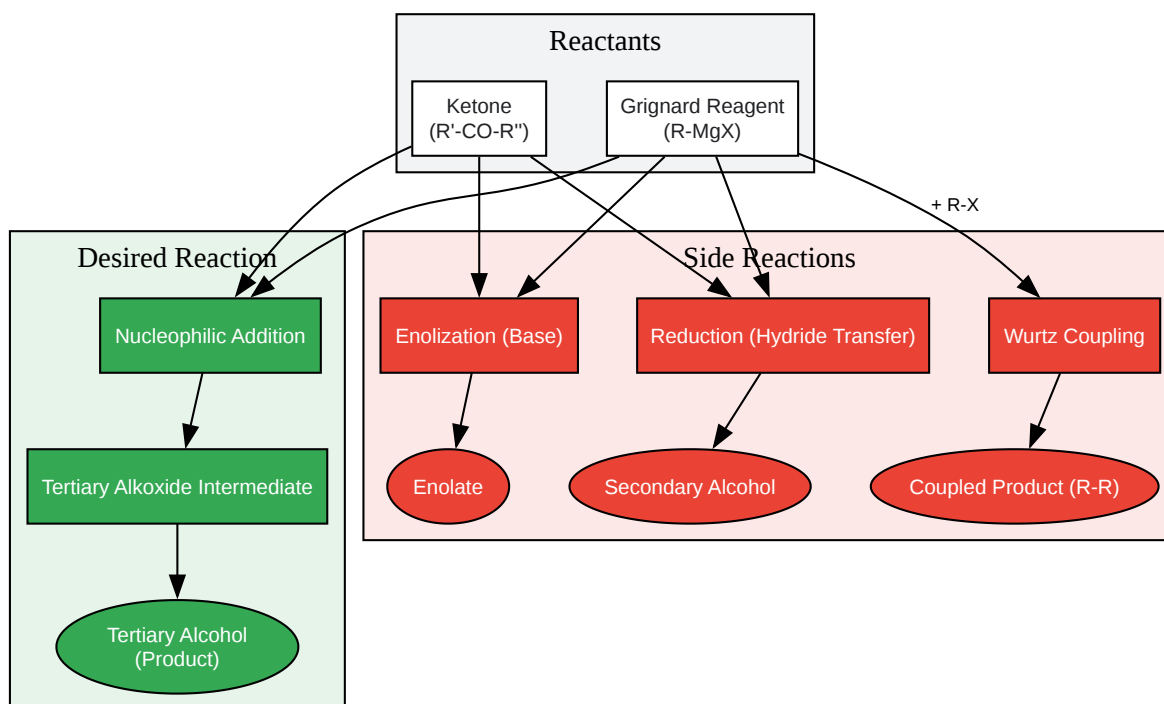 Reactants
Ketone
(R'-CO-R'')
Grignard Reagent
(R-MgX)
+ R-X
Desired Reaction
Side Reactions
Nucleophilic Addition
Enolization (Base)
Reduction (Hydride Transfer)
Wurtz Coupling
Tertiary Alkoxide Intermediate
Enolate
Secondary Alcohol
Coupled Product (R-R)
Tertiary Alcohol
(Product)